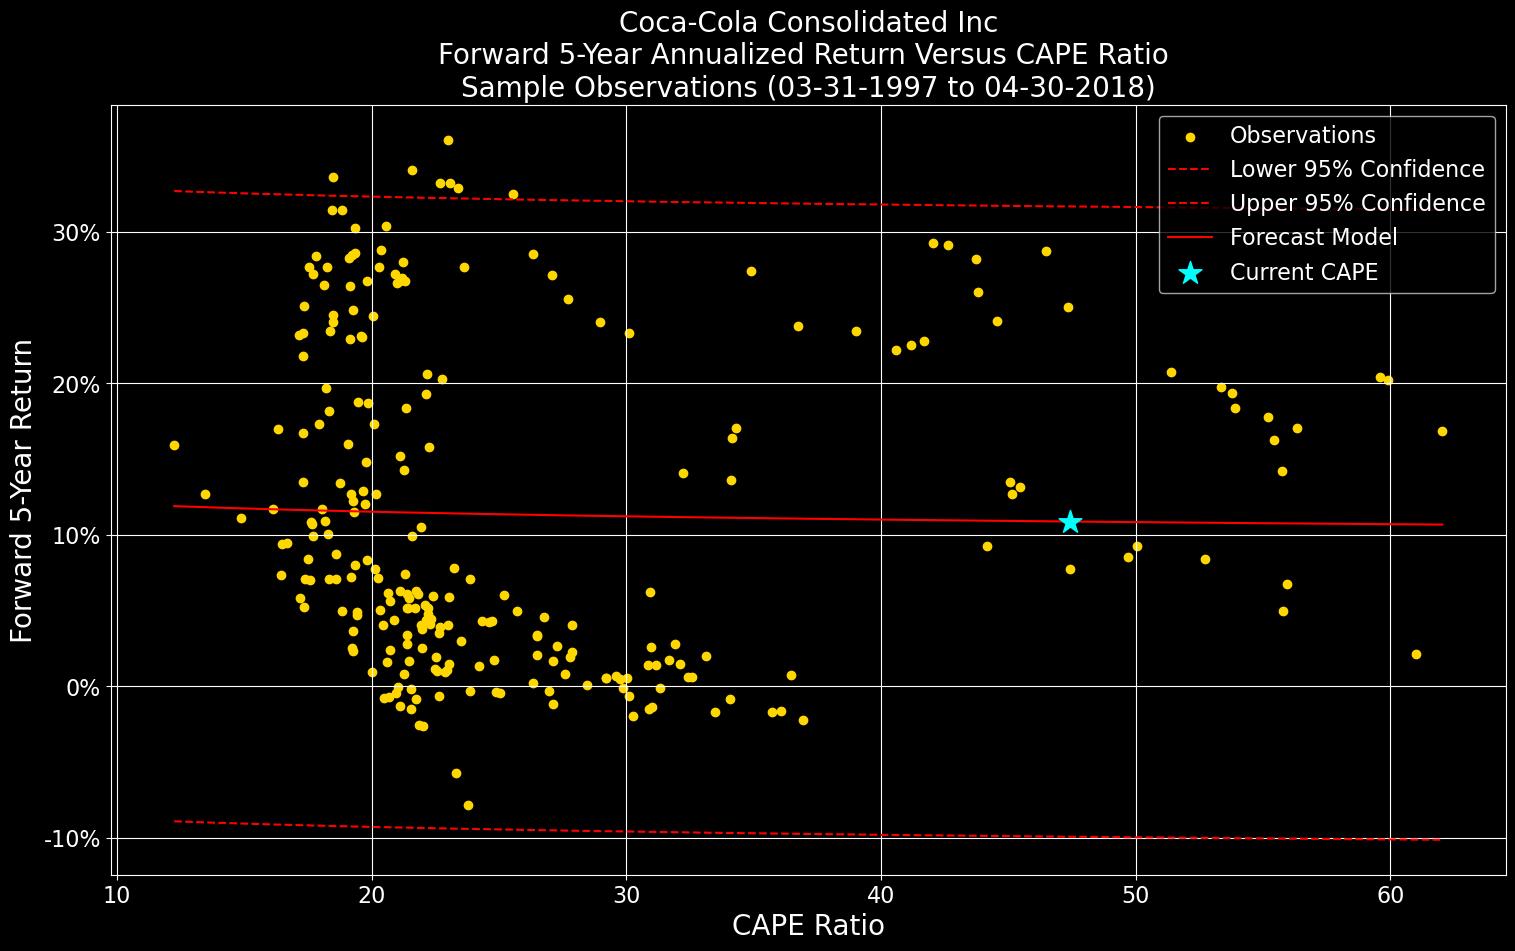 Coca-Cola Consolidated Inc
Forward 5-Year Annualized Return Versus CAPE Ratio
Sample Observations (03-31-1997 to 04-30-2018)
Observations
Lower 95% Confidence
Upper 95% Confidence
Forecast Model
Current CAPE
Forward 5-Year Return
30%
20%
10%
0%
-10%
10 20 30 40 50 60
CAPE Ratio